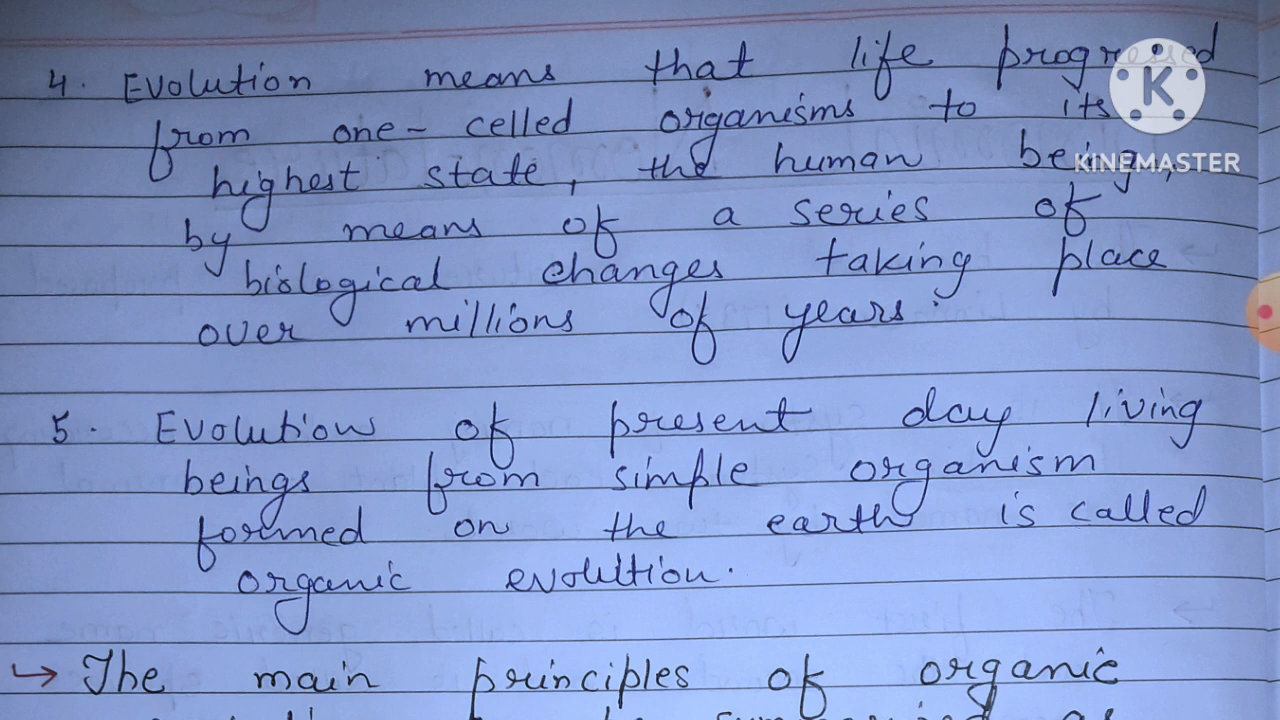 4. Evolution means that life progressed
from one-celled organisms to its
highest state, the human being,
by means of a series of
biological changes taking place
over millions of years.
5. Evolution of present day living
beings from simple organism
formed on the earth is called
organic evolution.
→ The main principles of organic
K
KINEMASTER